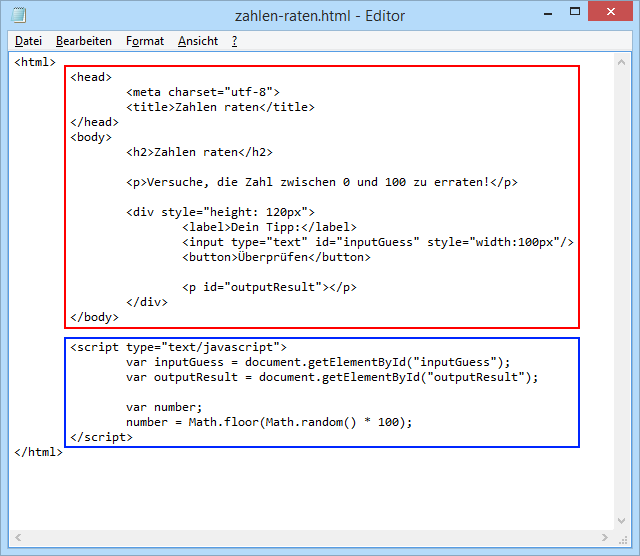 zahlen-raten.html - Editor
Datei Bearbeiten Format Ansicht ?
<html>
<head>
<meta charset="utf-8">
<title>Zahlen raten</title>
</head>
<body>
<h2>Zahlen raten</h2>
<p>Versuche, die Zahl zwischen 0 und 100 zu erraten!</p>
<div style="height: 120px">
<label>Dein Tipp:</label>
<input type="text" id="inputGuess" style="width:100px"/>
<button>Überprüfen</button>
<p id="outputResult"></p>
</div>
</body>
<script type="text/javascript">
var inputGuess = document.getElementById("inputGuess");
var outputResult = document.getElementById("outputResult");
var number;
number = Math.floor(Math.random() * 100);
</script>
</html>